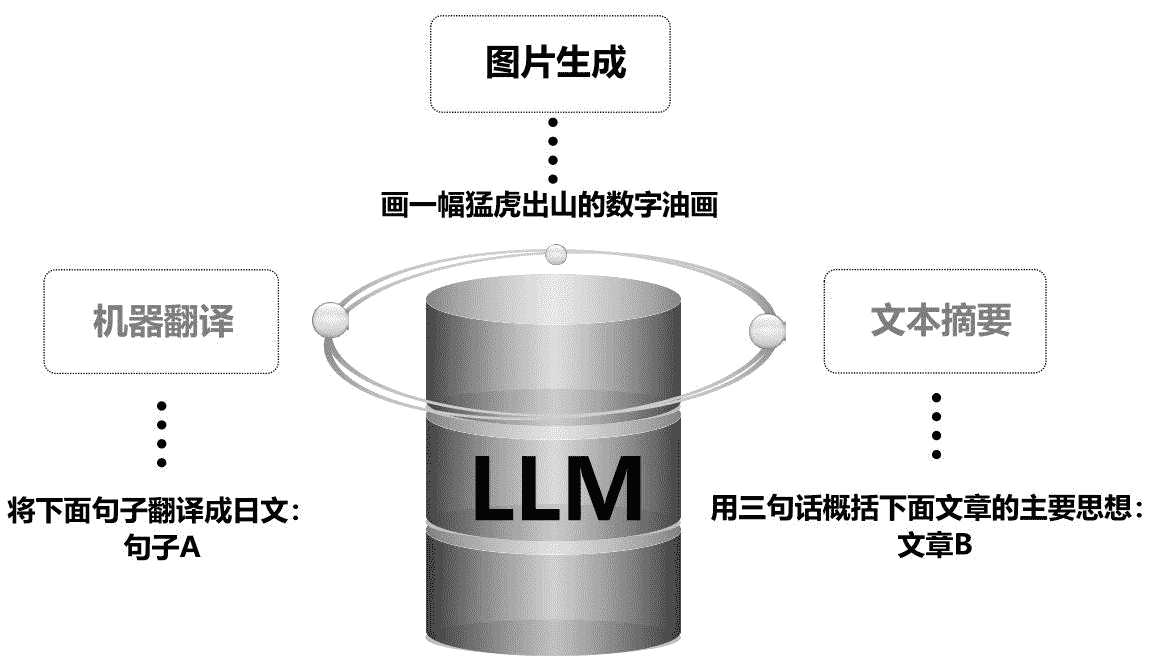 图片生成
画一幅猛虎出山的数字油画
机器翻译
将下面句子翻译成日文：
句子A
LLM
文本摘要
用三句话概括下面文章的主要思想：
文章B